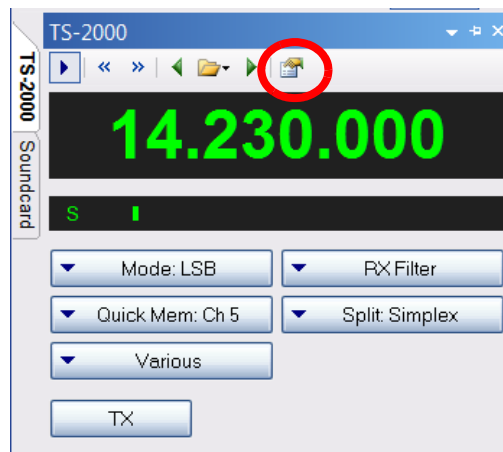 TS-2000
TS-2000
Soundcard
14.230.000
S
Mode: LSB
RX Filter
Quick Mem: Ch 5
Split: Simplex
Various
TX